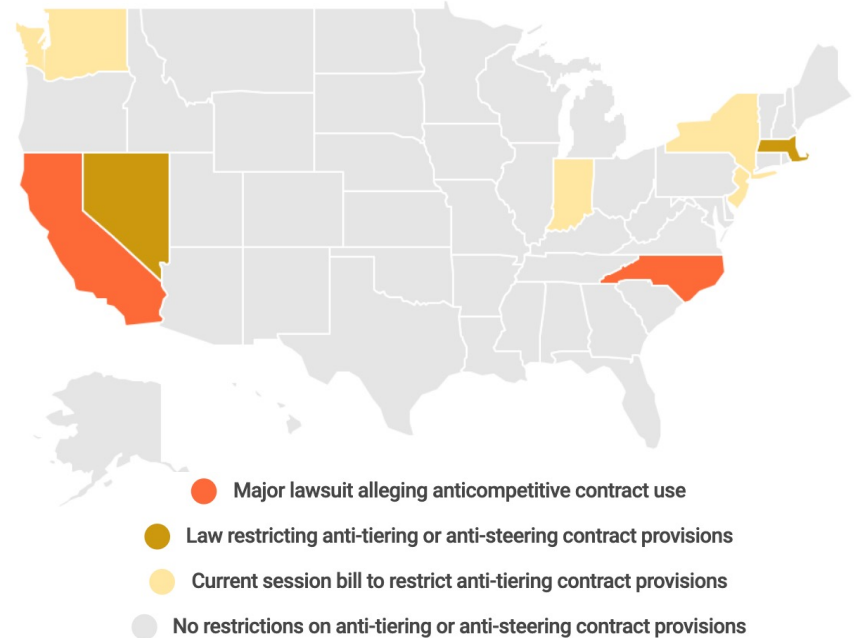 Major lawsuit alleging anticompetitive contract use
Law restricting anti-tiering or anti-steering contract provisions
Current session bill to restrict anti-tiering contract provisions
No restrictions on anti-tiering or anti-steering contract provisions